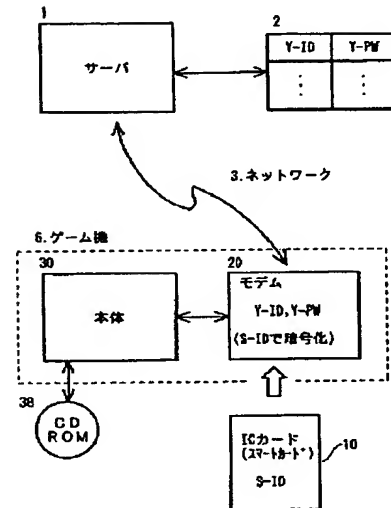 1
サーバ
2
Y-ID Y-PW
3.ネットワーク
6.ゲーム機
30
本体
20
モデム
Y-ID,Y-PW
(S-IDで暗号化)
38
CD
ROM
ICカード
(スマートカード)
S-ID
10